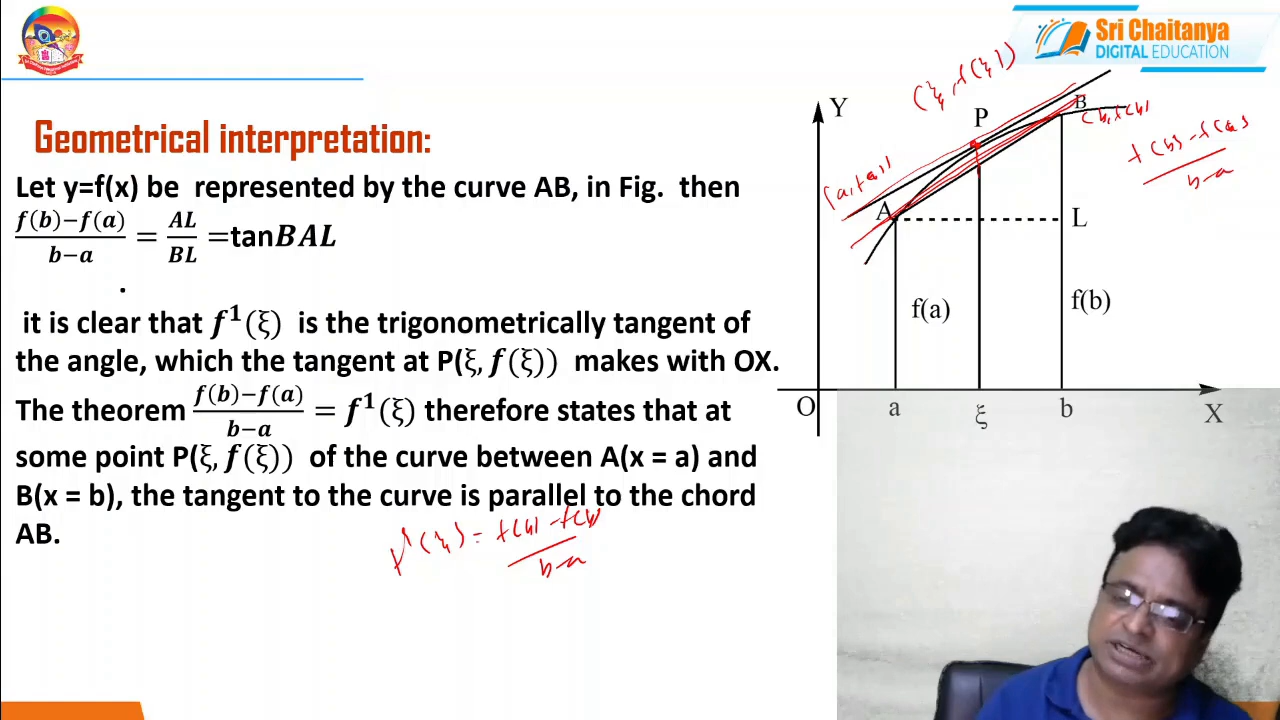 Sri Chaitanya
DIGITAL EDUCATION
Geometrical interpretation:
Let y=f(x) be represented by the curve AB, in Fig. then
f(b)−f(a)/b−a = AL/BL =tanBAL
.
it is clear that f¹(ξ) is the trigonometrically tangent of
the angle, which the tangent at P(ξ, f(ξ)) makes with OX.
The theorem f(b)−f(a)/b−a = f¹(ξ) therefore states that at
some point P(ξ, f(ξ)) of the curve between A(x = a) and
B(x = b), the tangent to the curve is parallel to the chord
AB.
Y
(ξ, f(ξ))
P
B
(b, f(b))
f(b) - f(a)
b-a
A
L
f(a)
f(b)
O
a
ξ
b
X
b-a